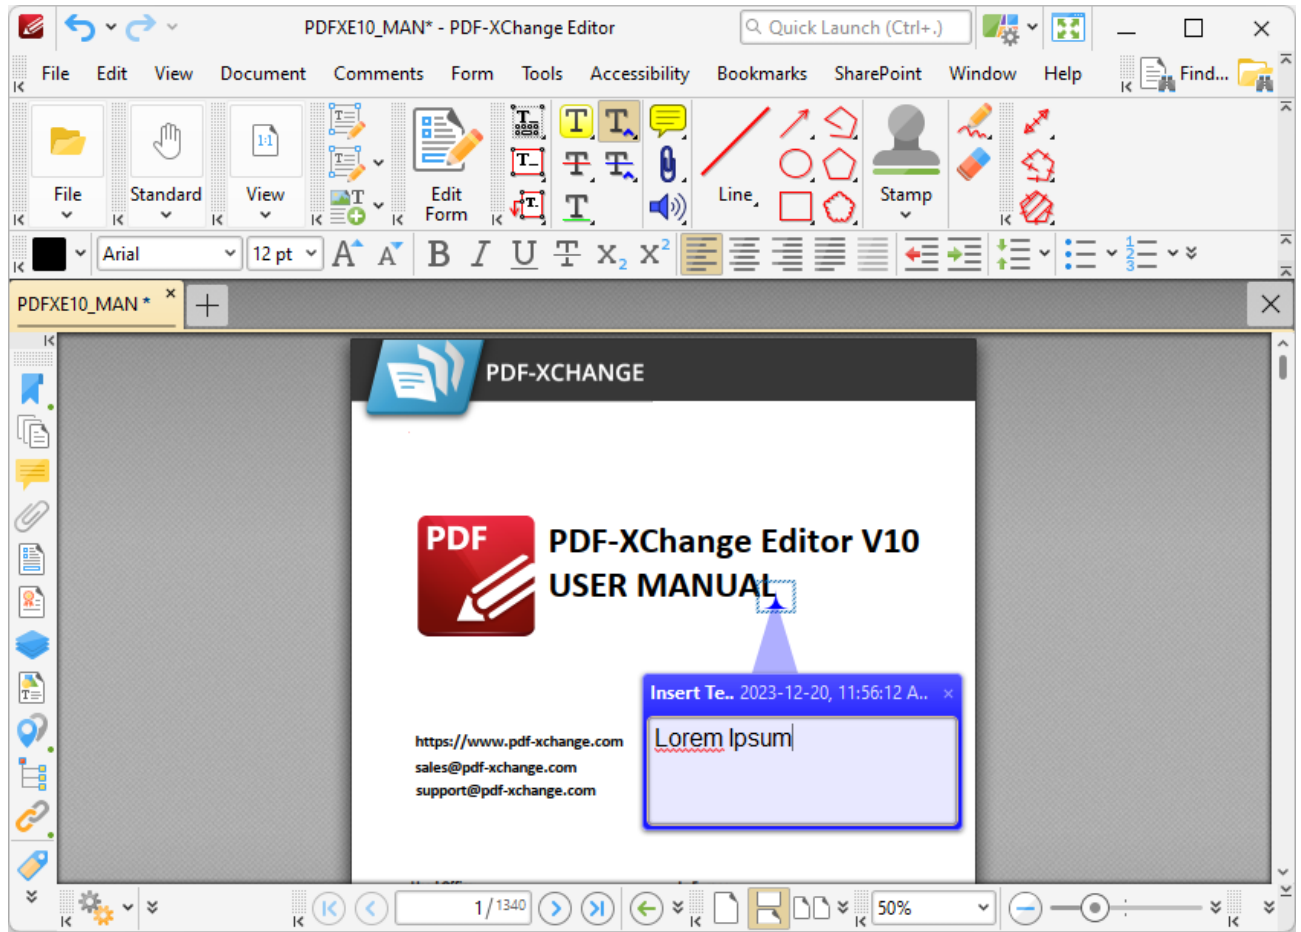 PDFXE10_MAN* - PDF-XChange Editor
Quick Launch (Ctrl+.)
File Edit View Document Comments Form Tools Accessibility Bookmarks SharePoint Window Help Find...
File Standard View Edit Form Line Stamp
Arial 12 pt
PDFXE10_MAN *
PDF-XCHANGE
PDF
PDF-XChange Editor V10
USER MANUAL
Insert Te.. 2023-12-20, 11:56:12 A..
Lorem Ipsum
https://www.pdf-xchange.com
sales@pdf-xchange.com
support@pdf-xchange.com
1/1340
50%